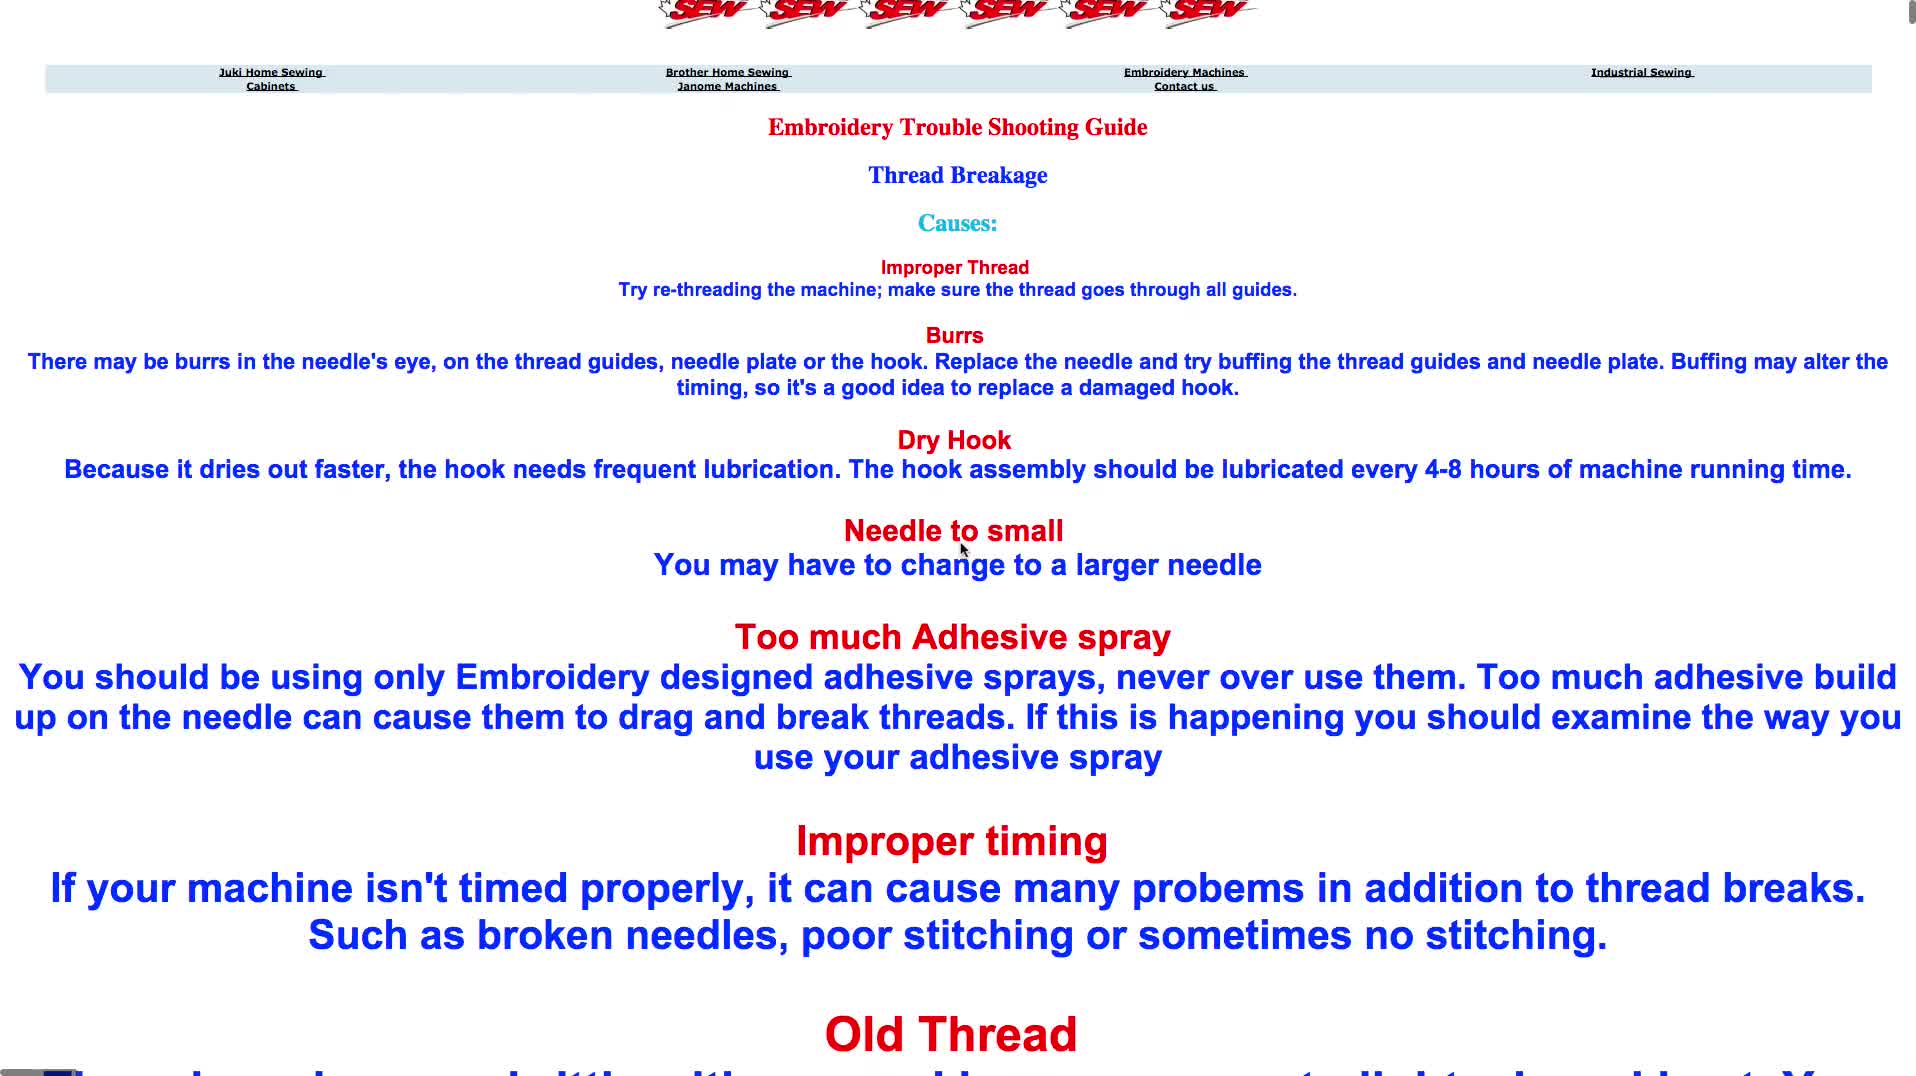 SEW SEW SEW SEW SEW SEW
Juki Home Sewing Brother Home Sewing Embroidery Machines Industrial Sewing
Cabinets Janome Machines Contact us
Embroidery Trouble Shooting Guide
Thread Breakage
Causes:
Improper Thread
Try re-threading the machine; make sure the thread goes through all guides.
Burrs
There may be burrs in the needle's eye, on the thread guides, needle plate or the hook. Replace the needle and try buffing the thread guides and needle plate. Buffing may alter the
timing, so it's a good idea to replace a damaged hook.
Dry Hook
Because it dries out faster, the hook needs frequent lubrication. The hook assembly should be lubricated every 4-8 hours of machine running time.
Needle to small
You may have to change to a larger needle
Too much Adhesive spray
You should be using only Embroidery designed adhesive sprays, never over use them. Too much adhesive build
up on the needle can cause them to drag and break threads. If this is happening you should examine the way you
use your adhesive spray
Improper timing
If your machine isn't timed properly, it can cause many probems in addition to thread breaks.
Such as broken needles, poor stitching or sometimes no stitching.
Old Thread